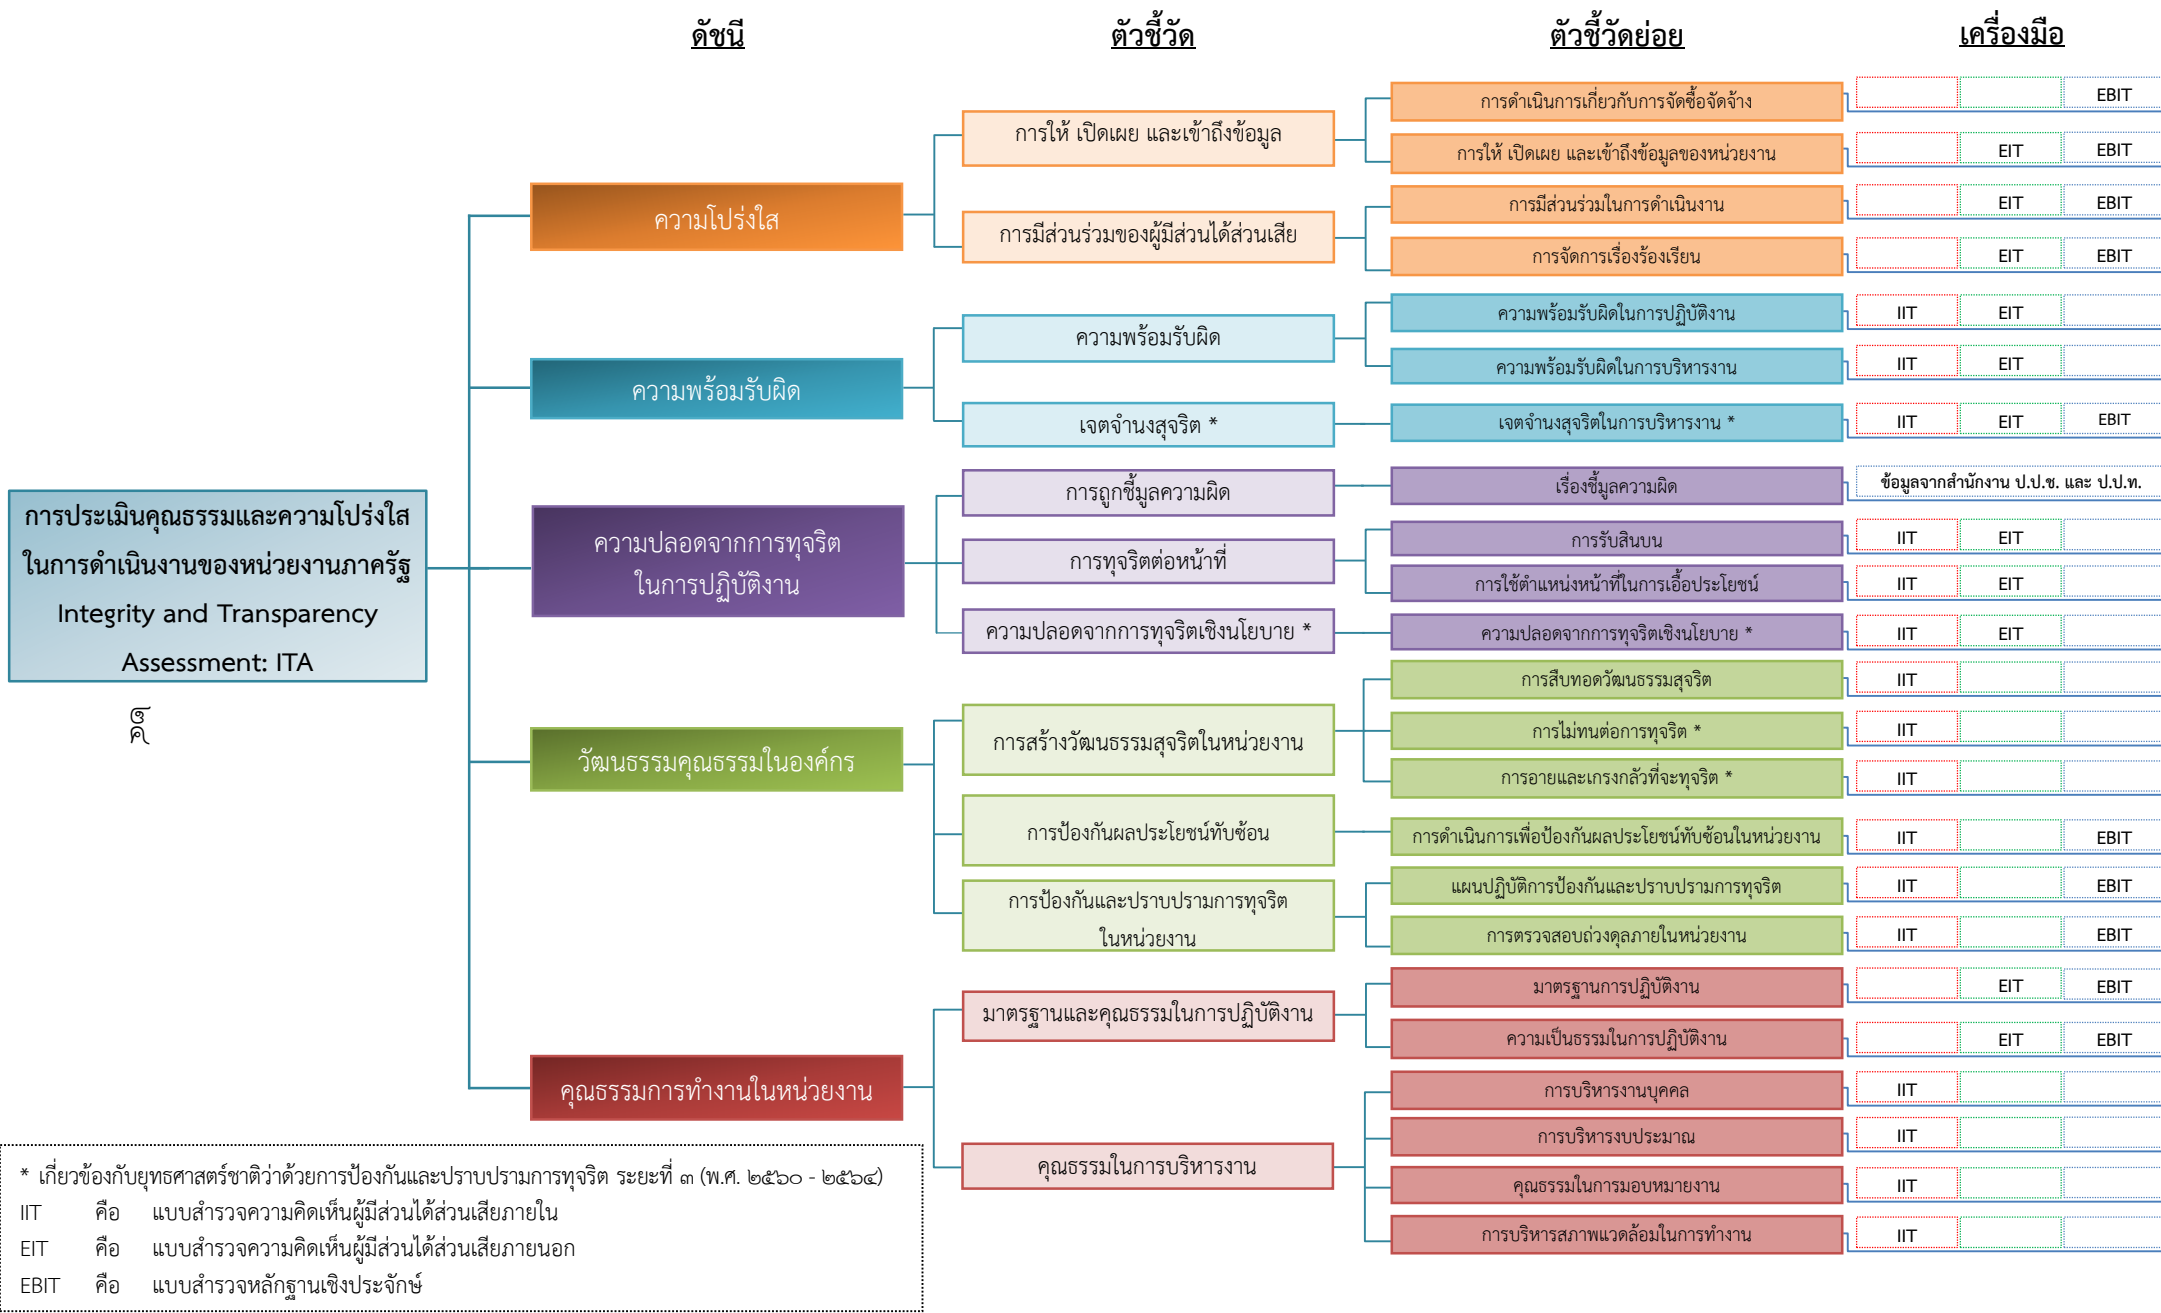 ดัชนี
ตัวชี้วัด
ตัวชี้วัดย่อย
เครื่องมือ
การประเมินคุณธรรมและความโปร่งใส
ในการดำเนินงานของหน่วยงานภาครัฐ
Integrity and Transparency
Assessment: ITA
ความโปร่งใส
การให้ เปิดเผย และเข้าถึงข้อมูล
การดำเนินการเกี่ยวกับการจัดซื้อจัดจ้าง
EBIT
การให้ เปิดเผย และเข้าถึงข้อมูลของหน่วยงาน
EIT EBIT
การมีส่วนร่วมของผู้มีส่วนได้ส่วนเสีย
การมีส่วนร่วมในการดำเนินงาน
EIT EBIT
การจัดการเรื่องร้องเรียน
EIT EBIT
ความพร้อมรับผิด
ความพร้อมรับผิด
ความพร้อมรับผิดในการปฏิบัติงาน
IIT EIT
ความพร้อมรับผิดในการบริหารงาน
IIT EIT
เจตจำนงสุจริต *
เจตจำนงสุจริตในการบริหารงาน *
IIT EIT EBIT
ความปลอดจากการทุจริต
ในการปฏิบัติงาน
การถูกชี้มูลความผิด
เรื่องชี้มูลความผิด
ข้อมูลจากสำนักงาน ป.ป.ช. และ ป.ป.ท.
การทุจริตต่อหน้าที่
การรับสินบน
IIT EIT
การใช้ตำแหน่งหน้าที่ในการเอื้อประโยชน์
IIT EIT
ความปลอดจากการทุจริตเชิงนโยบาย *
ความปลอดจากการทุจริตเชิงนโยบาย *
IIT EIT
วัฒนธรรมคุณธรรมในองค์กร
การสร้างวัฒนธรรมสุจริตในหน่วยงาน
การสืบทอดวัฒนธรรมสุจริต
IIT
การไม่ทนต่อการทุจริต *
IIT
การอายและเกรงกลัวที่จะทุจริต *
IIT
การป้องกันผลประโยชน์ทับซ้อน
การดำเนินการเพื่อป้องกันผลประโยชน์ทับซ้อนในหน่วยงาน
IIT EBIT
การป้องกันและปราบปรามการทุจริต
ในหน่วยงาน
แผนปฏิบัติการป้องกันและปราบปรามการทุจริต
IIT EBIT
การตรวจสอบถ่วงดุลภายในหน่วยงาน
IIT EBIT
คุณธรรมการทำงานในหน่วยงาน
มาตรฐานและคุณธรรมในการปฏิบัติงาน
มาตรฐานการปฏิบัติงาน
EIT EBIT
ความเป็นธรรมในการปฏิบัติงาน
EIT EBIT
คุณธรรมในการบริหารงาน
การบริหารงานบุคคล
IIT
การบริหารงบประมาณ
IIT
คุณธรรมในการมอบหมายงาน
IIT
การบริหารสภาพแวดล้อมในการทำงาน
IIT
* เกี่ยวข้องกับยุทธศาสตร์ชาติว่าด้วยการป้องกันและปราบปรามการทุจริต ระยะที่ ๓ (พ.ศ. ๒๕๖๐ - ๒๕๖๔)
IIT คือ แบบสำรวจความคิดเห็นผู้มีส่วนได้ส่วนเสียภายใน
EIT คือ แบบสำรวจความคิดเห็นผู้มีส่วนได้ส่วนเสียภายนอก
EBIT คือ แบบสำรวจหลักฐานเชิงประจักษ์